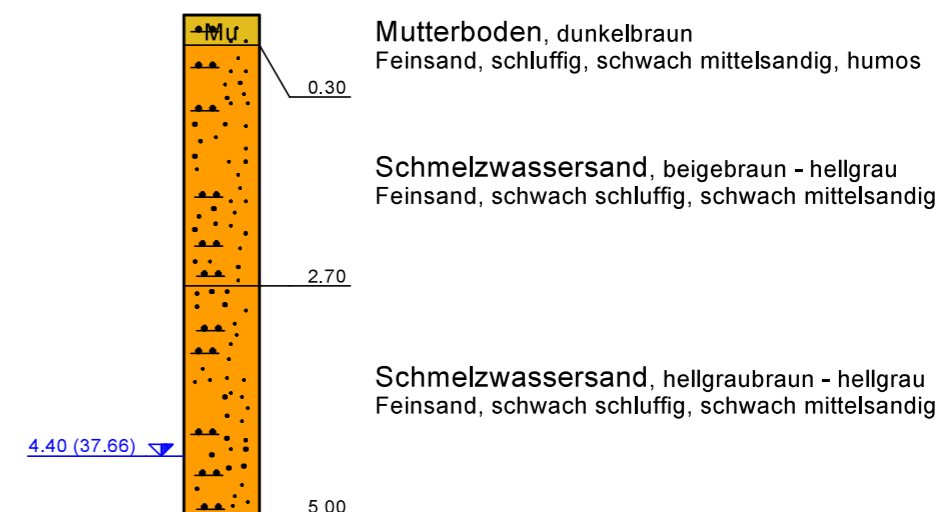 Mu.
Mutterboden, dunkelbraun
Feinsand, schluffig, schwach mittelsandig, humos
0.30
Schmelzwassersand, beigebraun - hellgrau
Feinsand, schwach schluffig, schwach mittelsandig
2.70
Schmelzwassersand, hellgraubraun - hellgrau
Feinsand, schwach schluffig, schwach mittelsandig
4.40 (37.66)
5.00